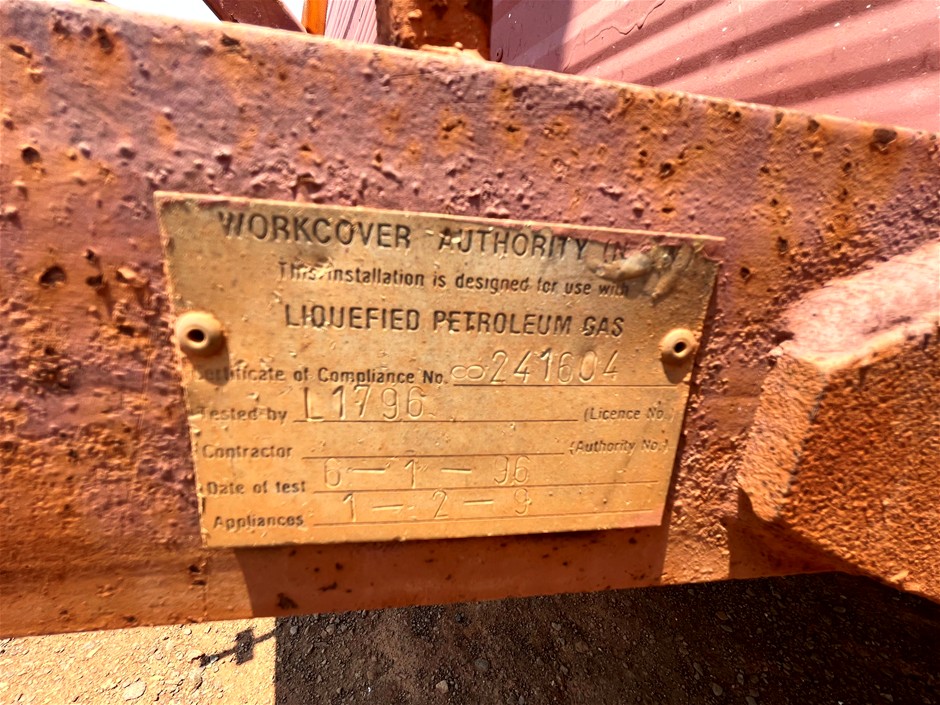 WORKCOVER AUTHORITY
This installation is designed for use with
LIQUEFIED PETROLEUM GAS
Certificate of Compliance No. 8241604
Tested by L1796 (Licence No.)
Contractor (Authority No.)
Date of test 6-1-96
Appliances 1-2-9